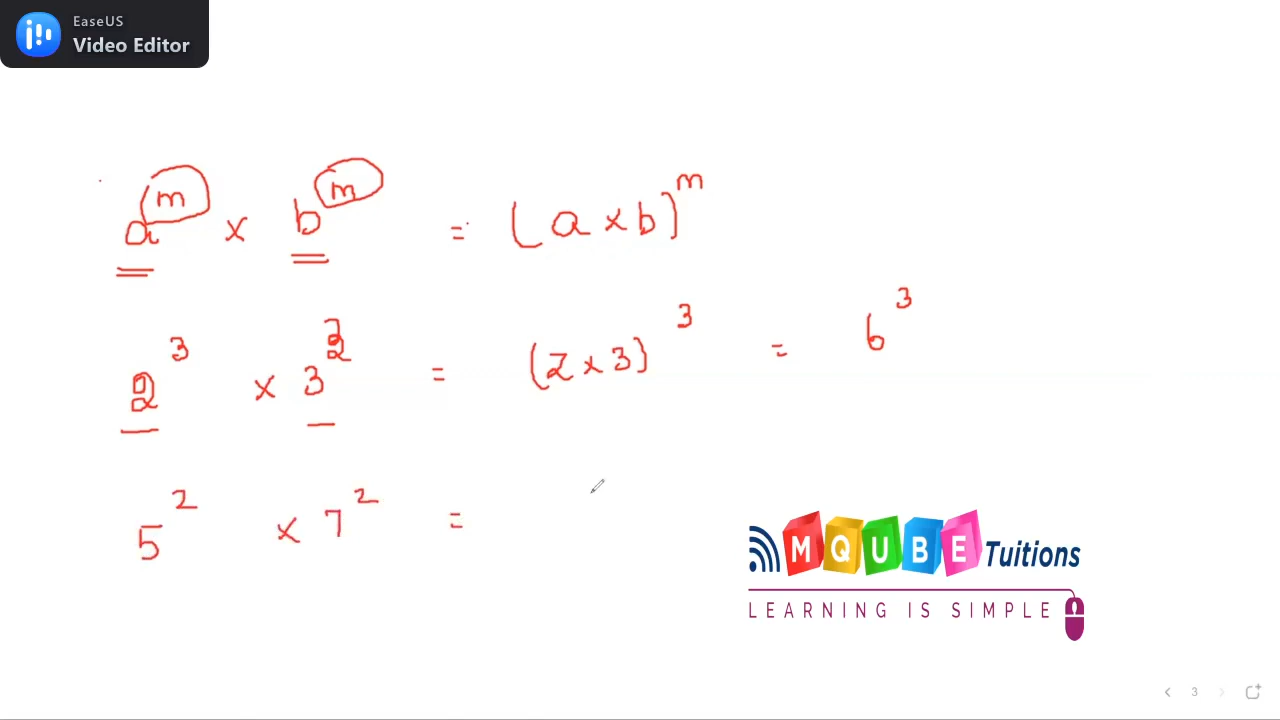 EaseUS
Video Editor
a^m × b^m = (a × b)^m
2^3 × 3^3 = (2 × 3)^3 = 6^3
5^2 × 7^2 =
MQUBE Tuitions
LEARNING IS SIMPLE
3